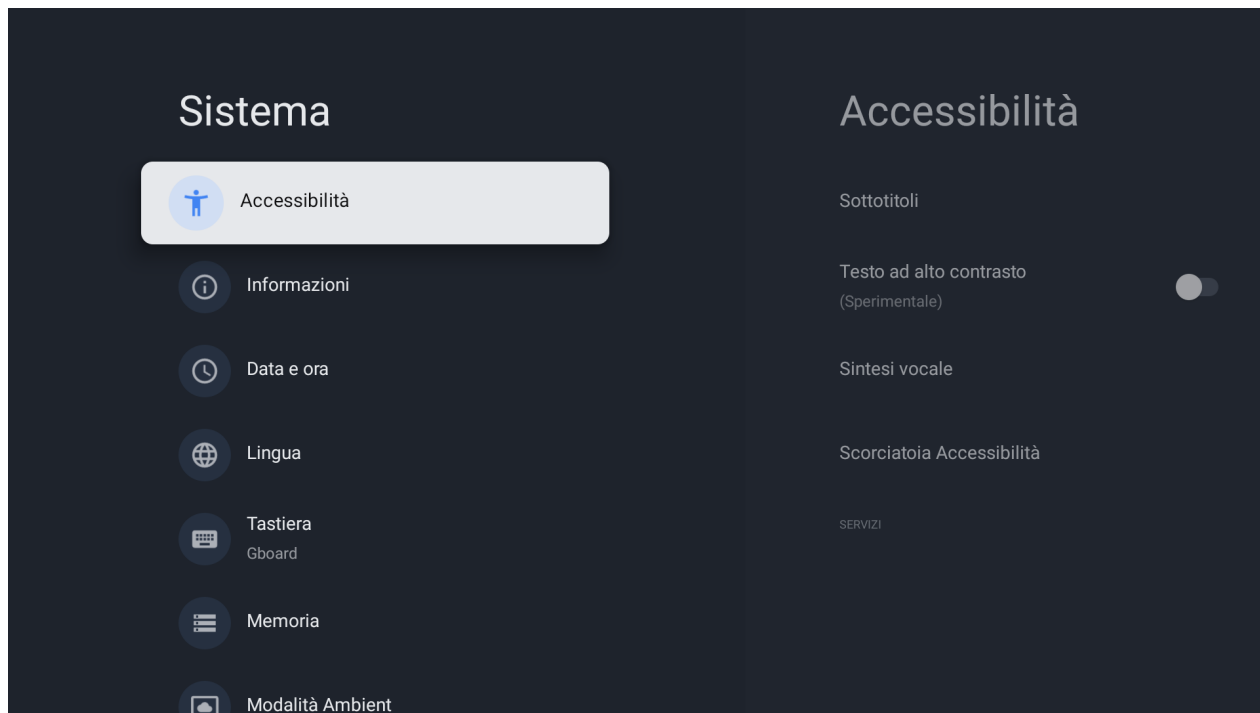 Sistema
Accessibilità
Informazioni
Data e ora
Lingua
Tastiera
Gboard
Memoria
Modalità Ambient
Accessibilità
Sottotitoli
Testo ad alto contrasto
(Sperimentale)
Sintesi vocale
Scorciatoia Accessibilità
SERVIZI